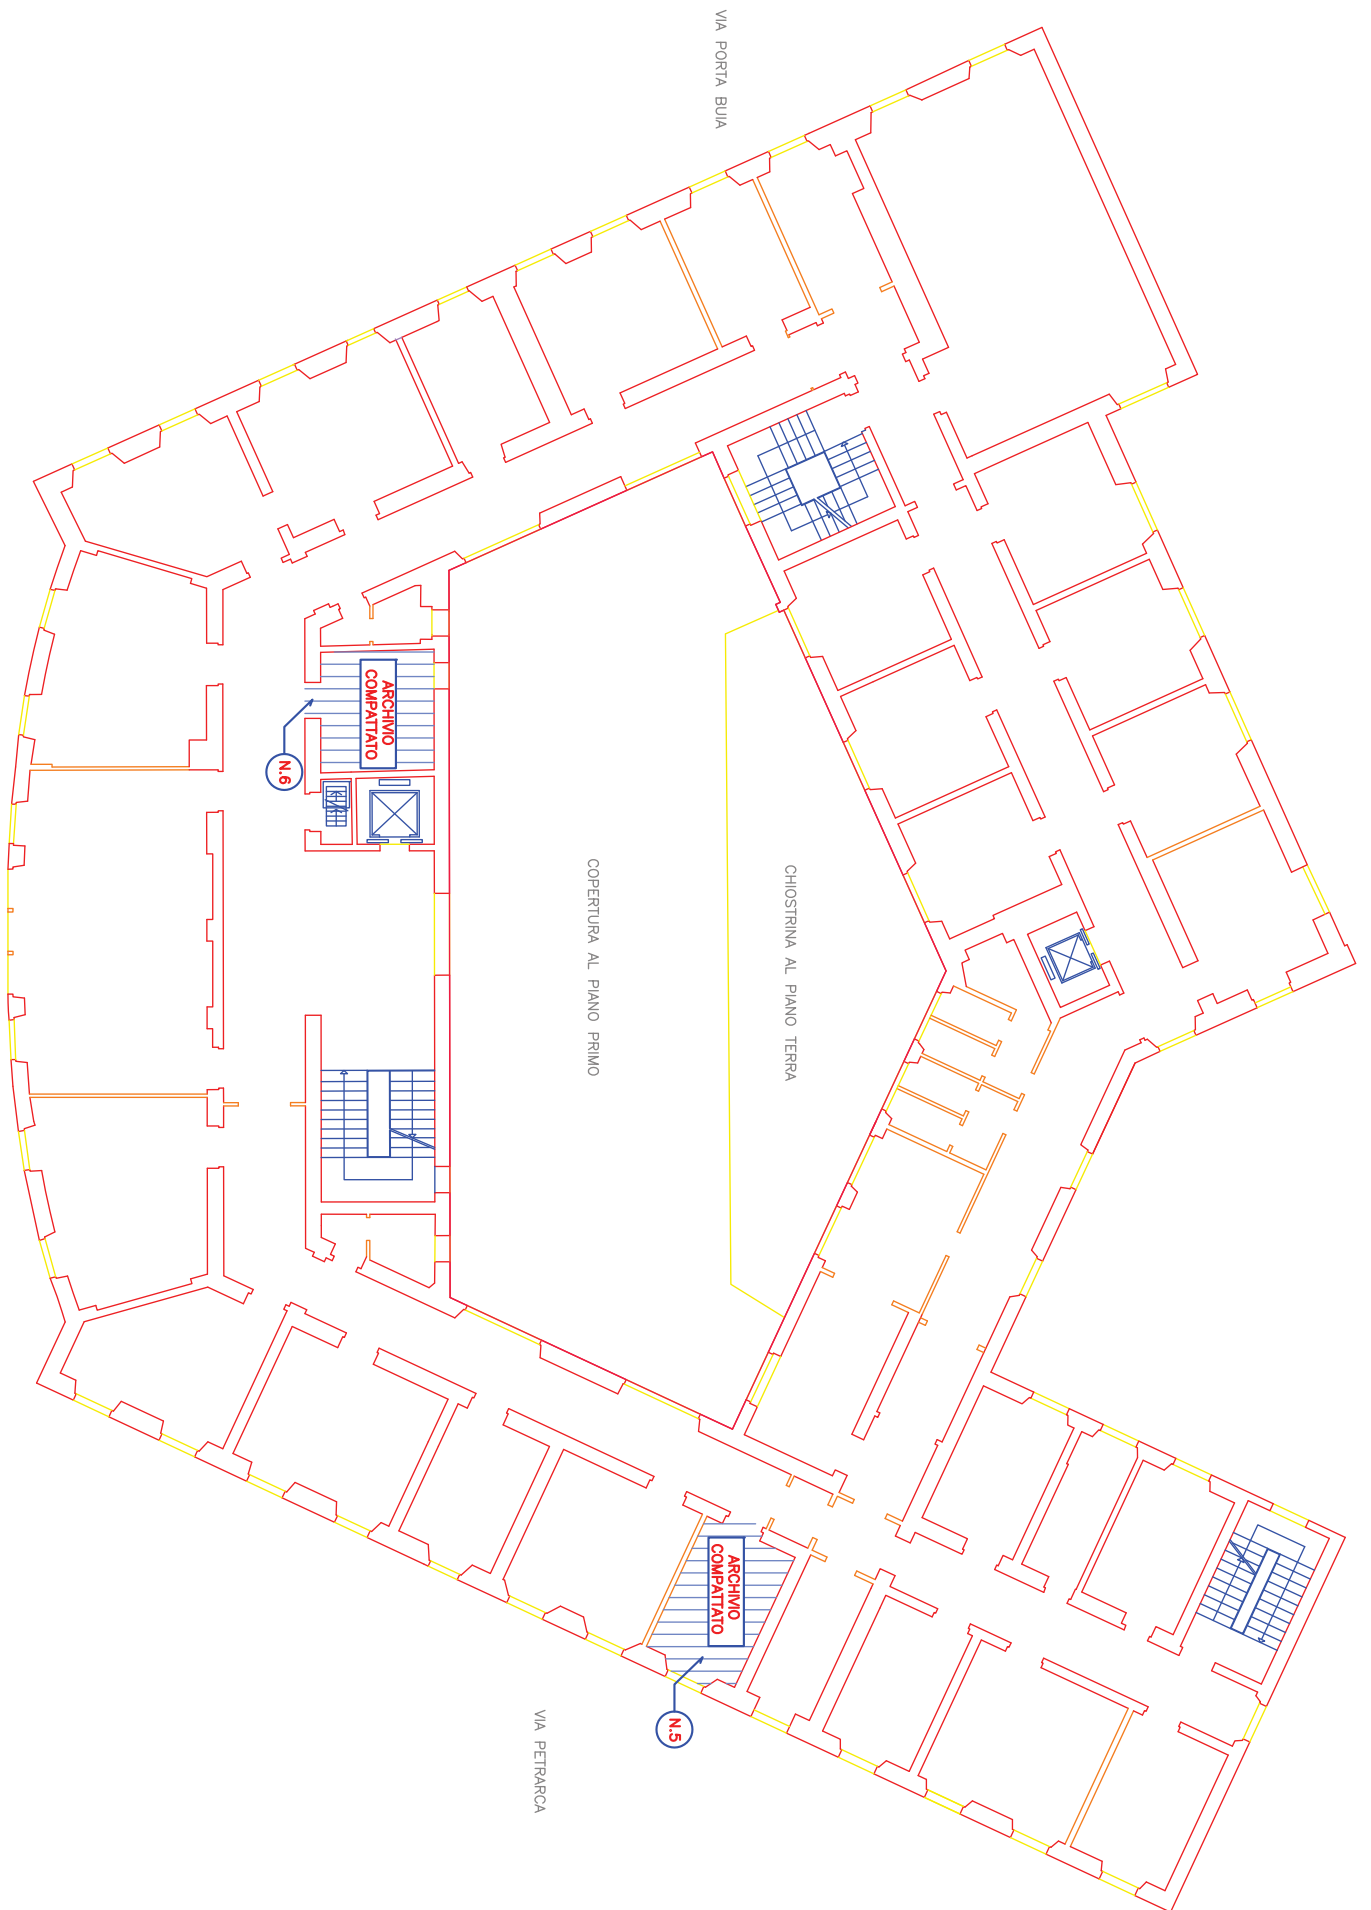 VIA PORTA BUIA
ARCHIVIO
COMPATTATO
N.6
COPERTURA AL PIANO PRIMO
CHIOSTRINA AL PIANO TERRA
ARCHIVIO
COMPATTATO
N.5
VIA PETRARCA